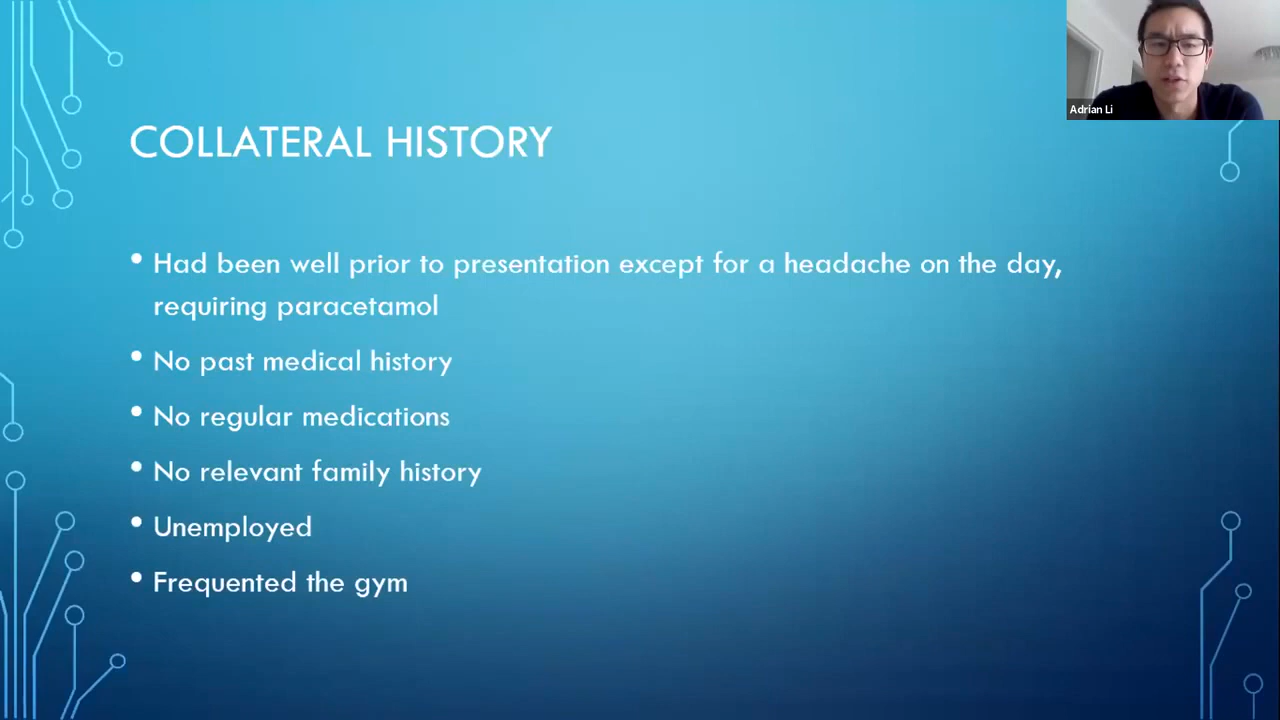 Adrian Li
COLLATERAL HISTORY
• Had been well prior to presentation except for a headache on the day,
requiring paracetamol
• No past medical history
• No regular medications
• No relevant family history
• Unemployed
• Frequented the gym